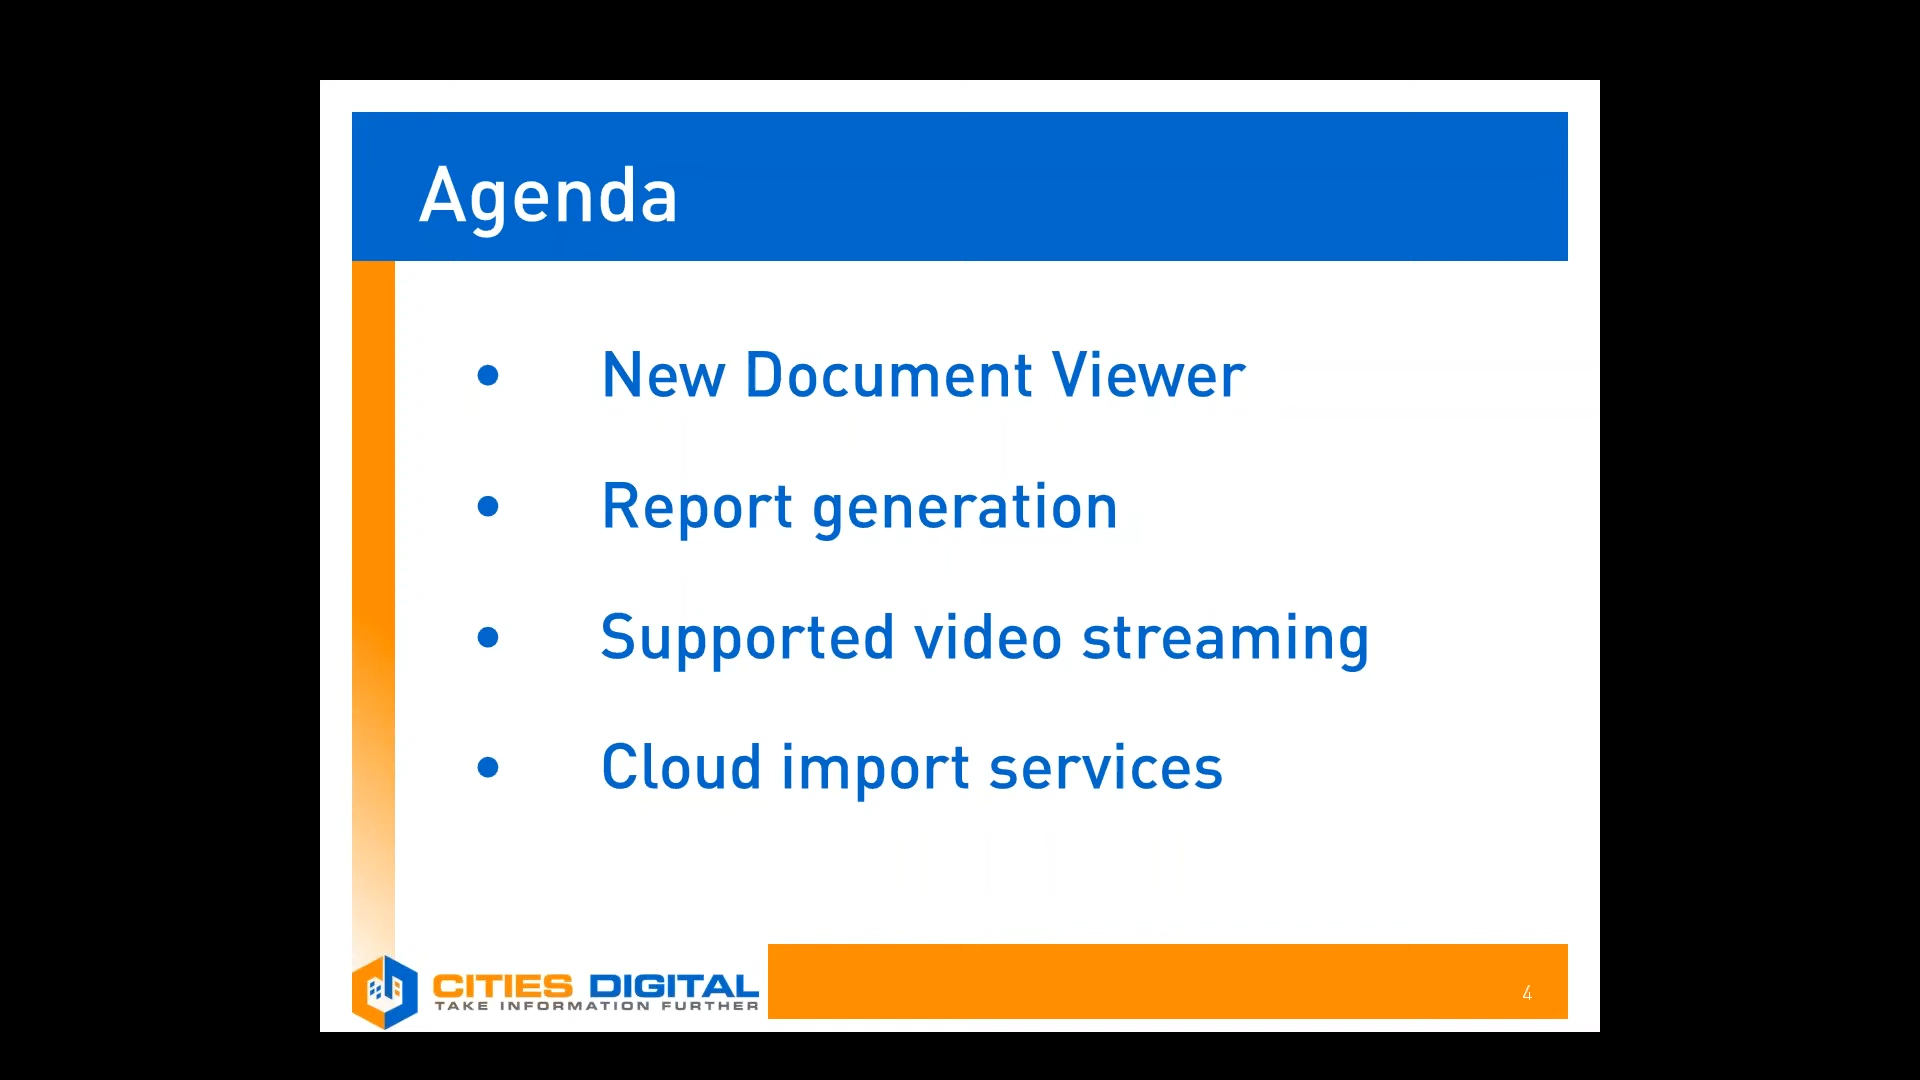 Agenda
• New Document Viewer
• Report generation
• Supported video streaming
• Cloud import services
CITIES DIGITAL
TAKE INFORMATION FURTHER
4